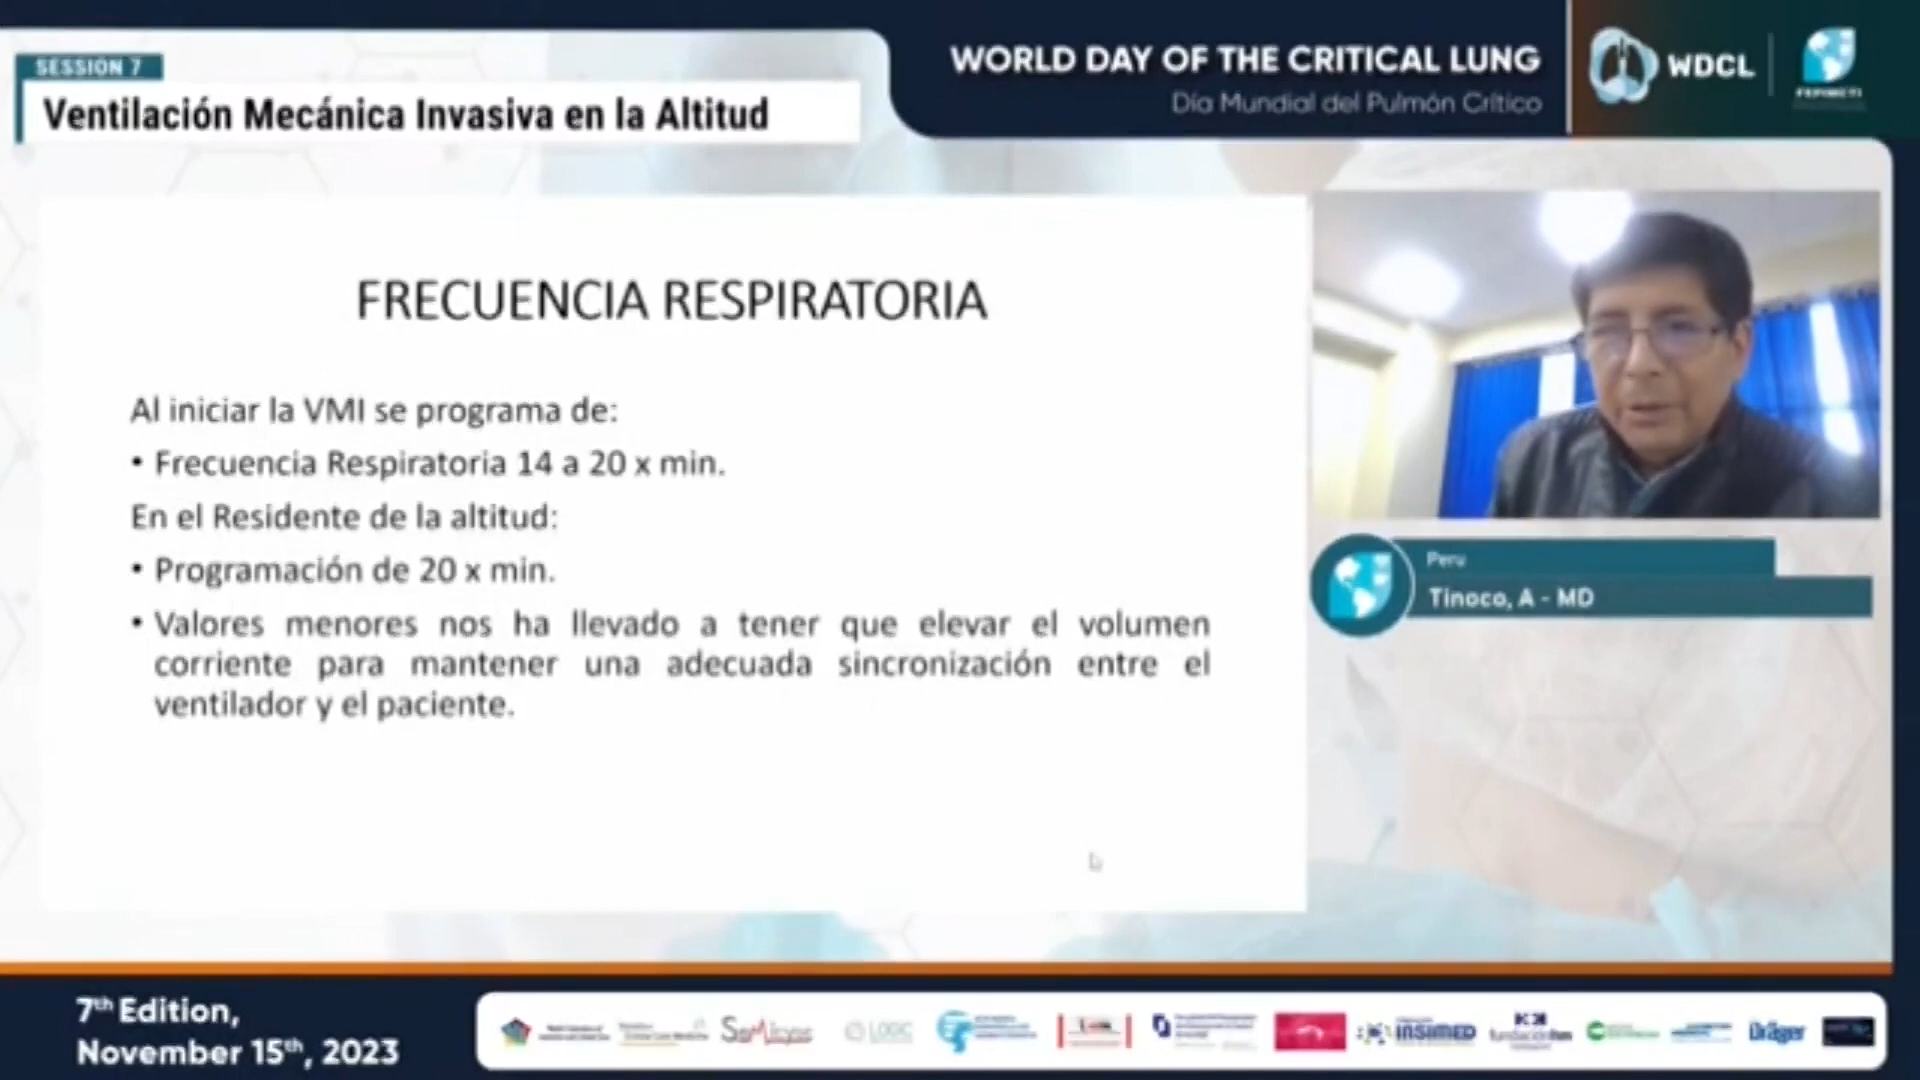 SESSION 7
Ventilación Mecánica Invasiva en la Altitud
WORLD DAY OF THE CRITICAL LUNG
Día Mundial del Pulmón Crítico
WDCL
FRECUENCIA RESPIRATORIA
Al iniciar la VMI se programa de:
• Frecuencia Respiratoria 14 a 20 x min.
En el Residente de la altitud:
• Programación de 20 x min.
• Valores menores nos ha llevado a tener que elevar el volumen
corriente para mantener una adecuada sincronización entre el
ventilador y el paciente.
Peru
Tinoco, A - MD
7th Edition,
November 15th, 2023
LOGIC
INSIMED
Dräger